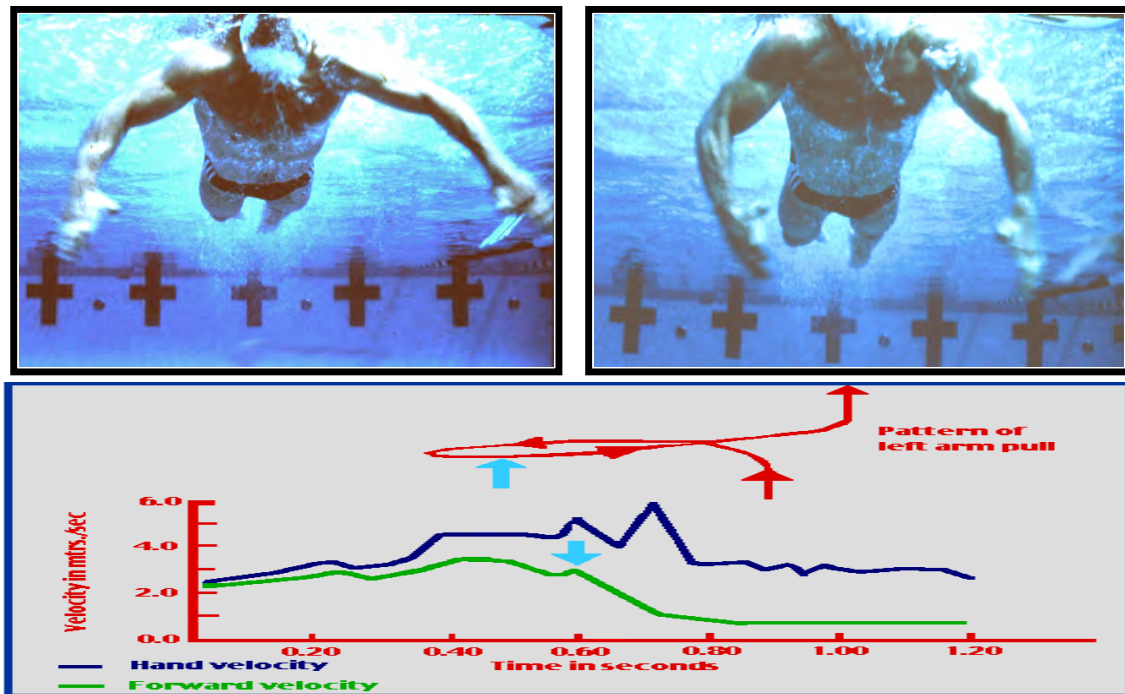 Pattern of
left arm pull
6.0
4.0
2.0
0.0
Velocity in mtrs./sec
0.20
0.40
0.60
0.80
1.00
1.20
Time in seconds
Hand velocity
Forward velocity